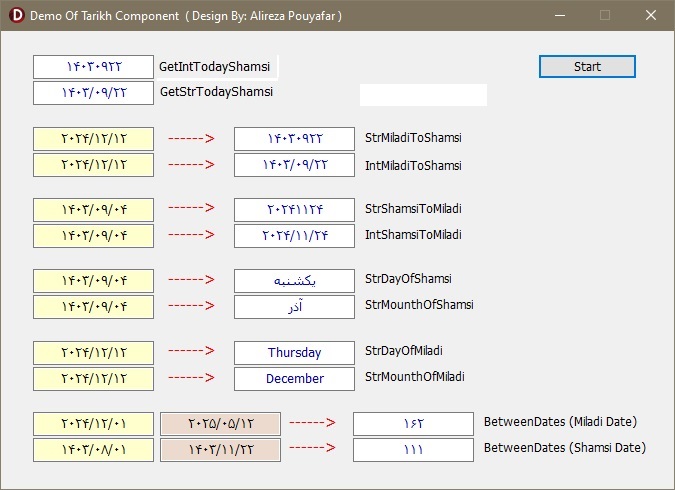 Demo Of Tarikh Component ( Design By: Alireza Pouyafar )
۱۴۰۳۰۹۲۲ GetIntTodayShamsi Start
۱۴۰۳/۰۹/۲۲ GetStrTodayShamsi
۲۰۲۴/۱۲/۱۲ ------> ۱۴۰۳۰۹۲۲ StrMiladiToShamsi
۲۰۲۴/۱۲/۱۲ ------> ۱۴۰۳/۰۹/۲۲ IntMiladiToShamsi
۱۴۰۳/۰۹/۰۴ ------> ۲۰۲۴۱۱۲۴ StrShamsiToMiladi
۱۴۰۳/۰۹/۰۴ ------> ۲۰۲۴/۱۱/۲۴ IntShamsiToMiladi
۱۴۰۳/۰۹/۰۴ ------> یکشنبه StrDayOfShamsi
۱۴۰۳/۰۹/۰۴ ------> آذر StrMounthOfShamsi
۲۰۲۴/۱۲/۱۲ ------> Thursday StrDayOfMiladi
۲۰۲۴/۱۲/۱۲ ------> December StrMounthOfMiladi
۲۰۲۴/۱۲/۰۱ ۲۰۲۵/۰۵/۱۲ ------> ۱۶۲ BetweenDates (Miladi Date)
۱۴۰۳/۰۸/۰۱ ۱۴۰۳/۱۱/۲۲ ------> ۱۱۱ BetweenDates (Shamsi Date)